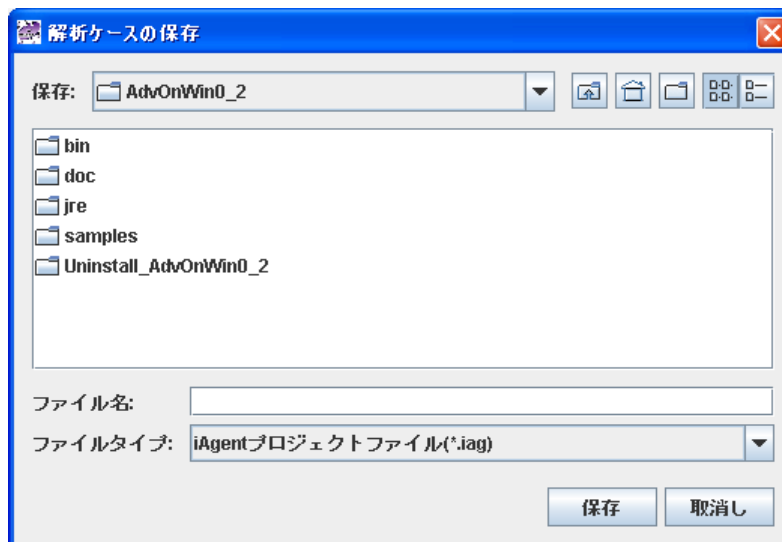 解析ケースの保存
保存: AdvOnWin0_2
bin
doc
jre
samples
Uninstall_AdvOnWin0_2
ファイル名:
ファイルタイプ: iAgentプロジェクトファイル(*.iag)
保存 取消し